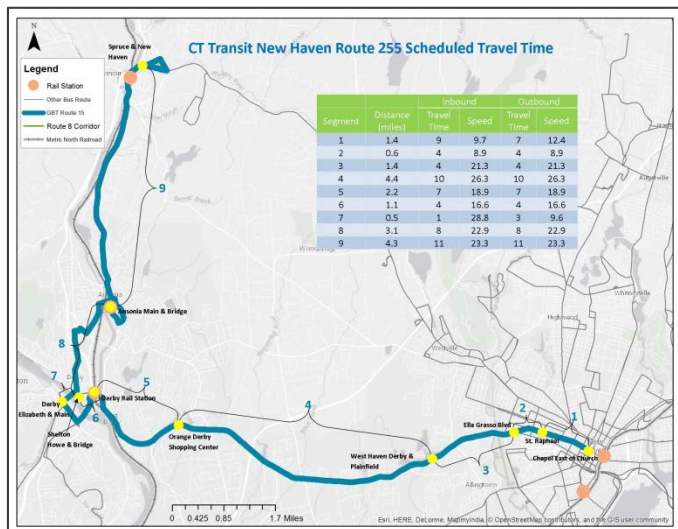 CT Transit New Haven Route 255 Scheduled Travel Time
N
Legend
Rail Station
Other Bus Route
GBT Route 15
Route 8 Corridor
Metro North Railroad
Inbound Outbound
Segment Distance (miles) Travel Time Speed Travel Time Speed
1 1.4 9 9.7 7 12.4
2 0.6 4 8.9 4 8.9
3 1.4 4 21.3 4 21.3
4 4.4 10 26.3 10 26.3
5 2.2 7 18.9 7 18.9
6 1.1 4 16.6 4 16.6
7 0.5 1 28.8 3 9.6
8 3.1 8 22.9 8 22.9
9 4.3 11 23.3 11 23.3
Spruce & New
Haven
9
Ansonia Main & Bridge
8
7
5
Derby Rail Station
Derby
Elizabeth & Main
6
Shelton
Howe & Bridge
Orange Derby
Shopping Center
4
West Haven Derby &
Plainfield
3
Ella Grasso Blvd
2
St. Raphael
1
Chapel East of Church
Westville
Highwood
Whitneyville
Allingtown
0 0.425 0.85 1.7 Miles
Esri, HERE, DeLorme, MapmyIndia, © OpenStreetMap contributors, and the GIS user community